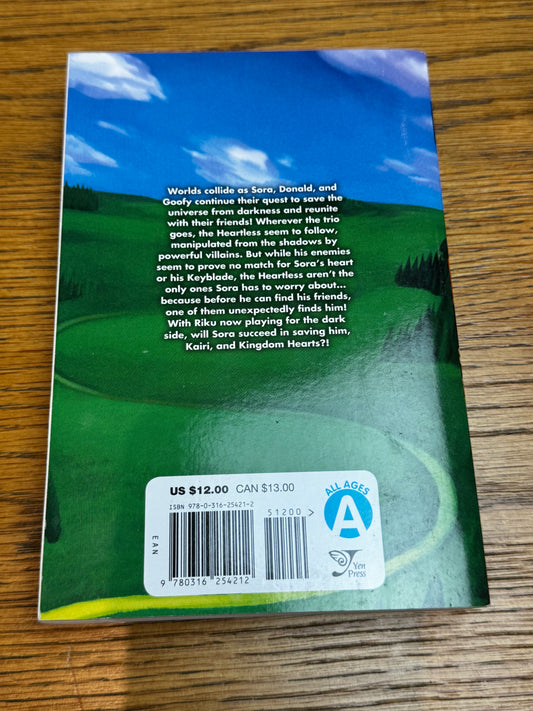 Worlds collide as Sora, Donald, and
Goofy continue their quest to save the
universe from darkness and reunite
with their friends! Wherever the trio
goes, the Heartless seem to follow,
manipulated from the shadows by
powerful villains. But while his enemies
seem to prove no match for Sora's heart
or his Keyblade, the Heartless aren't the
only ones Sora has to worry about...
because before he can find his friends,
one of them unexpectedly finds him!
With Riku now playing for the dark
side, will Sora succeed in saving him,
Kairi, and Kingdom Hearts?!
US $12.00 CAN $13.00
ISBN 978-0-316-25421-2
51200 >
EAN
9 780316 254212
ALL AGES
A
Yen
Press